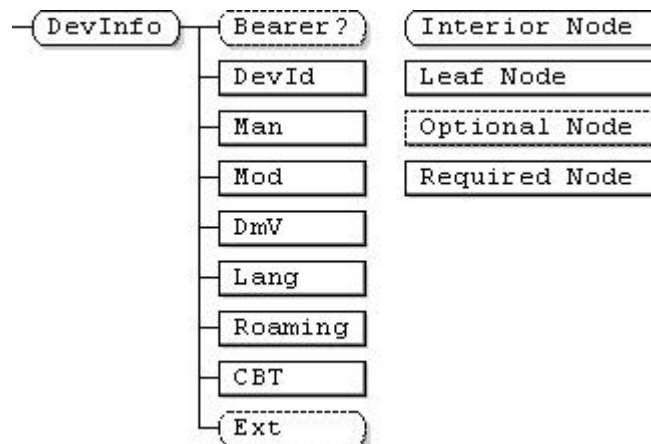 DevInfo
Bearer?
DevId
Man
Mod
DmV
Lang
Roaming
CBT
Ext
Interior Node
Leaf Node
Optional Node
Required Node